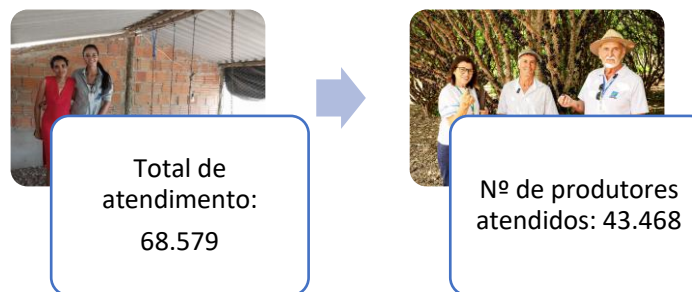 Total de
atendimento:
68.579
Nº de produtores
atendidos: 43.468